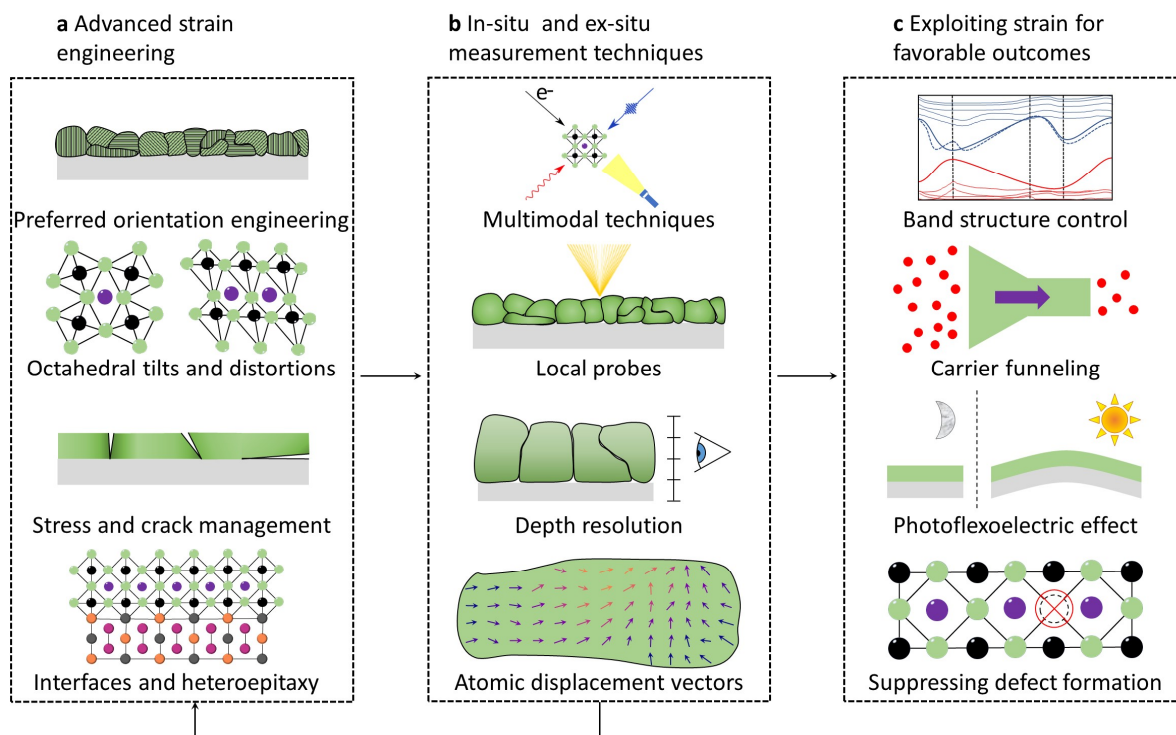 a Advanced strain
engineering
Preferred orientation engineering
Octahedral tilts and distortions
Stress and crack management
Interfaces and heteroepitaxy
b In-situ and ex-situ
measurement techniques
e-
Multimodal techniques
Local probes
Depth resolution
Atomic displacement vectors
c Exploiting strain for
favorable outcomes
Band structure control
Carrier funneling
Photoflexoelectric effect
Suppressing defect formation